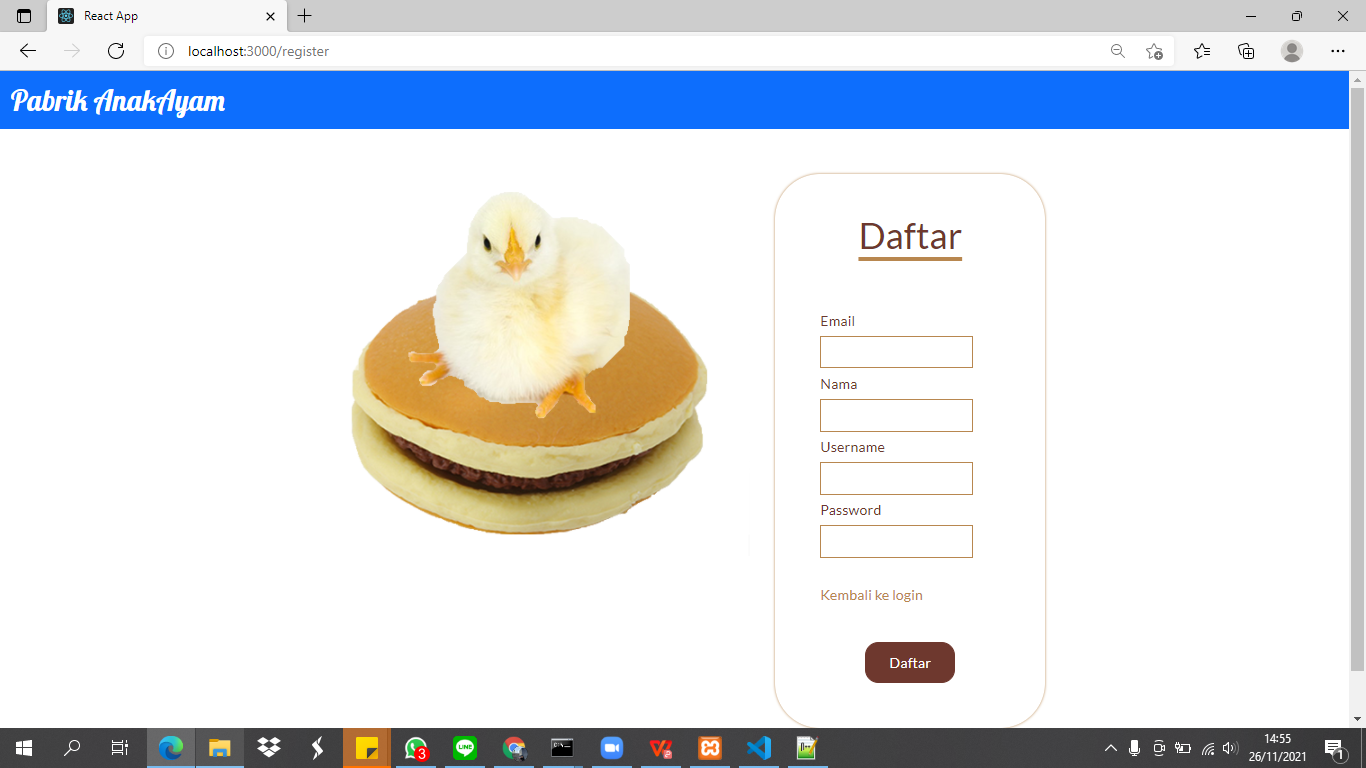 React App
localhost:3000/register
Pabrik AnakAyam
Daftar
Email
Nama
Username
Password
Kembali ke login
Daftar
3
LINE
14:55
26/11/2021
1